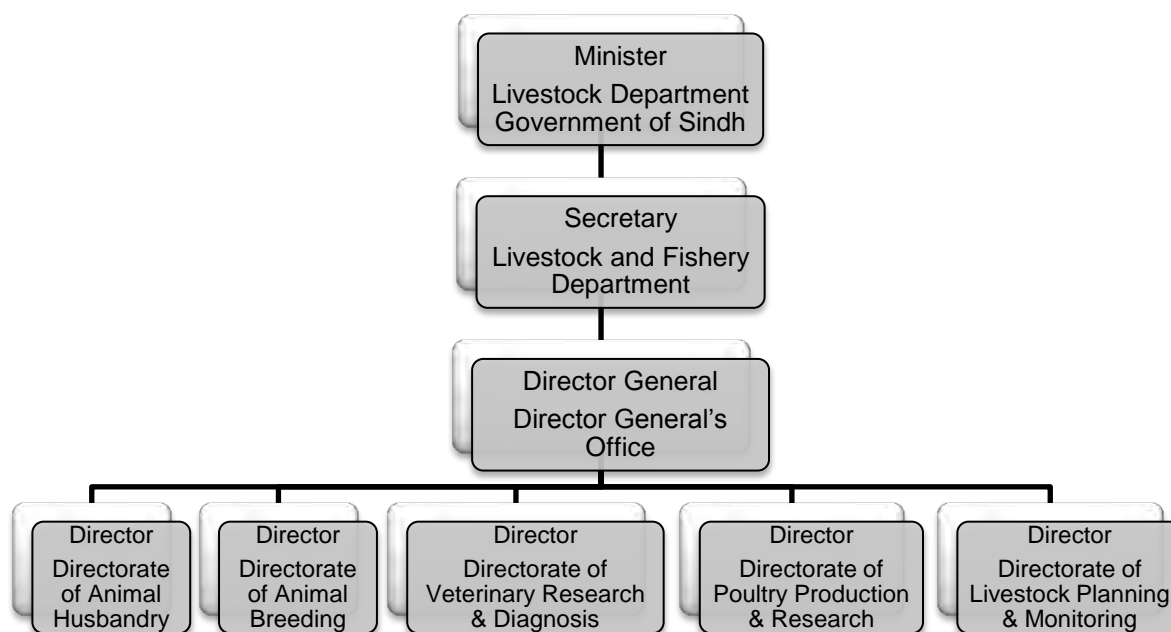 Minister
Livestock Department
Government of Sindh
Secretary
Livestock and Fishery
Department
Director General
Director General’s
Office
Director
Directorate
of Animal
Husbandry
Director
Directorate
of Animal
Breeding
Director
Directorate of
Veterinary Research
& Diagnosis
Director
Directorate of
Poultry Production
& Research
Director
Directorate of
Livestock Planning
& Monitoring